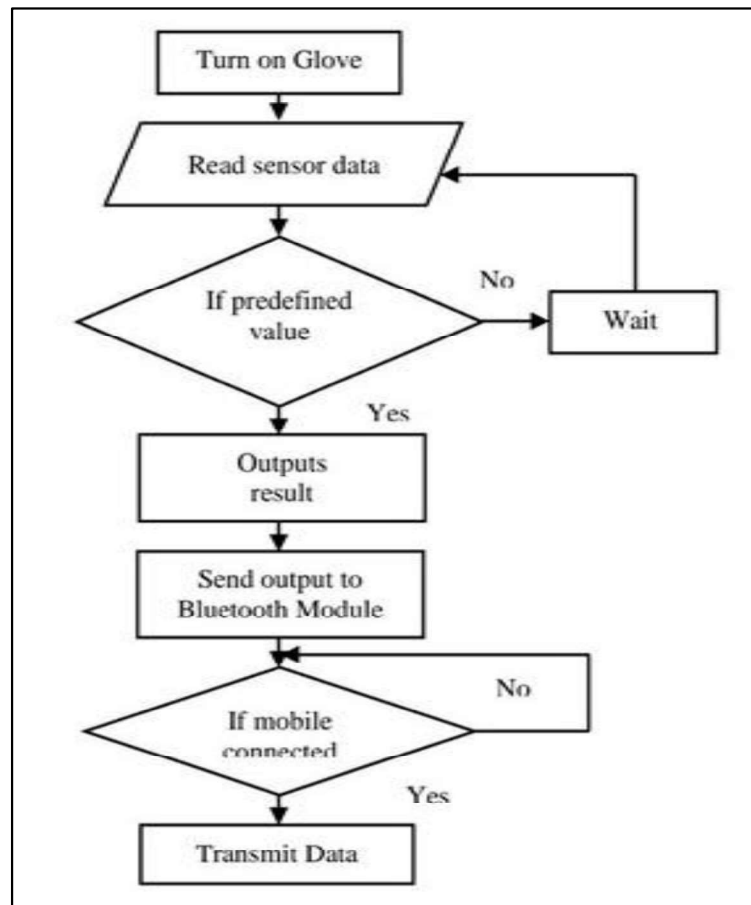 Turn on Glove
Read sensor data
If predefined
value
No
Wait
Yes
Outputs
result
Send output to
Bluetooth Module
No
If mobile
connected
Yes
Transmit Data